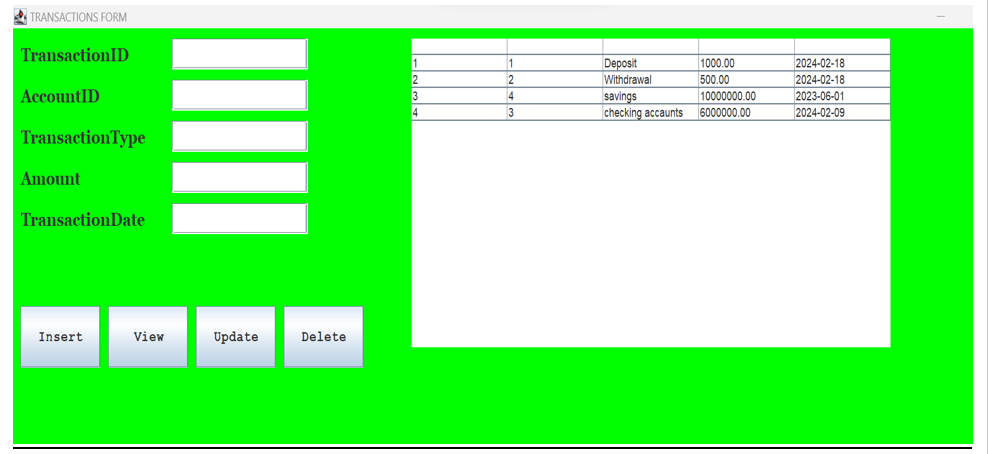 TRANSACTIONS FORM
TransactionID
AccountID
TransactionType
Amount
TransactionDate
Insert View Update Delete
1 1 Deposit 1000.00 2024-02-18
2 2 Withdrawal 500.00 2024-02-18
3 4 savings 10000000.00 2023-06-01
4 3 checking accaunts 6000000.00 2024-02-09